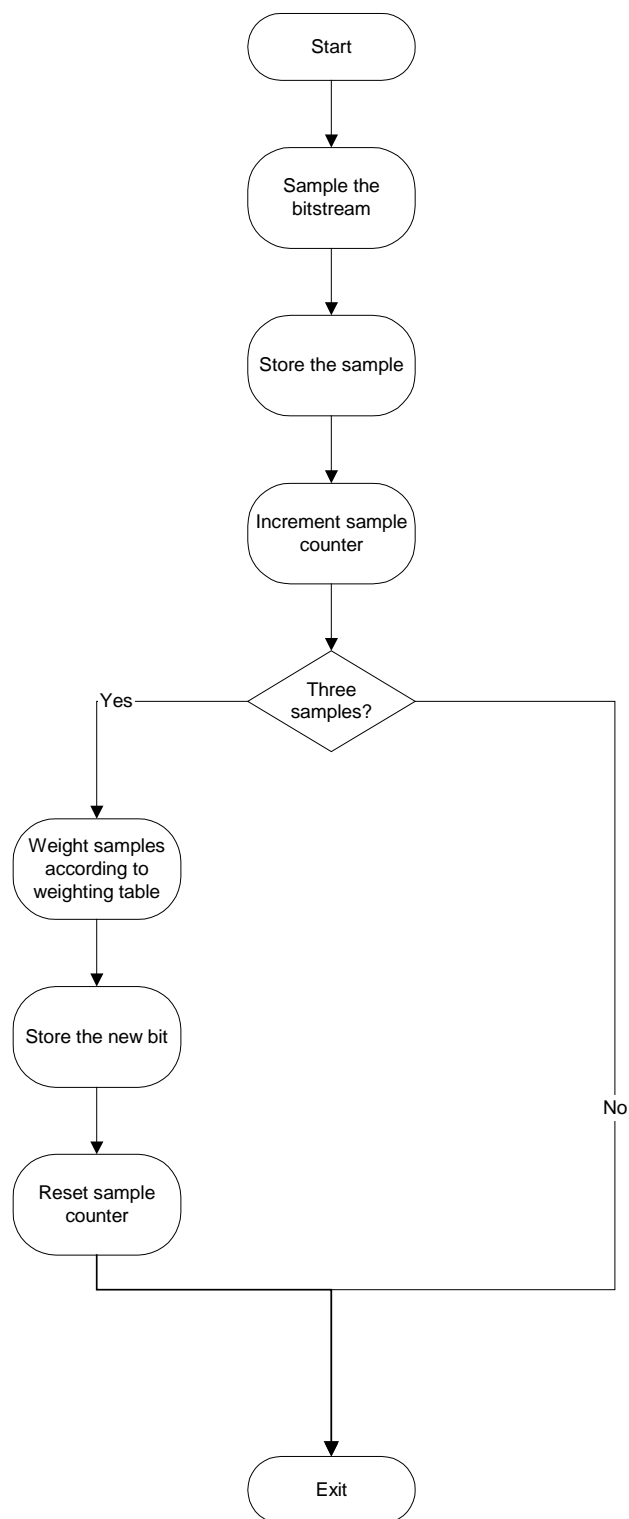 Start
Sample the
bitstream
Store the sample
Increment sample
counter
Three
samples?
Yes
Weight samples
according to
weighting table
Store the new bit
No
Reset sample
counter
Exit